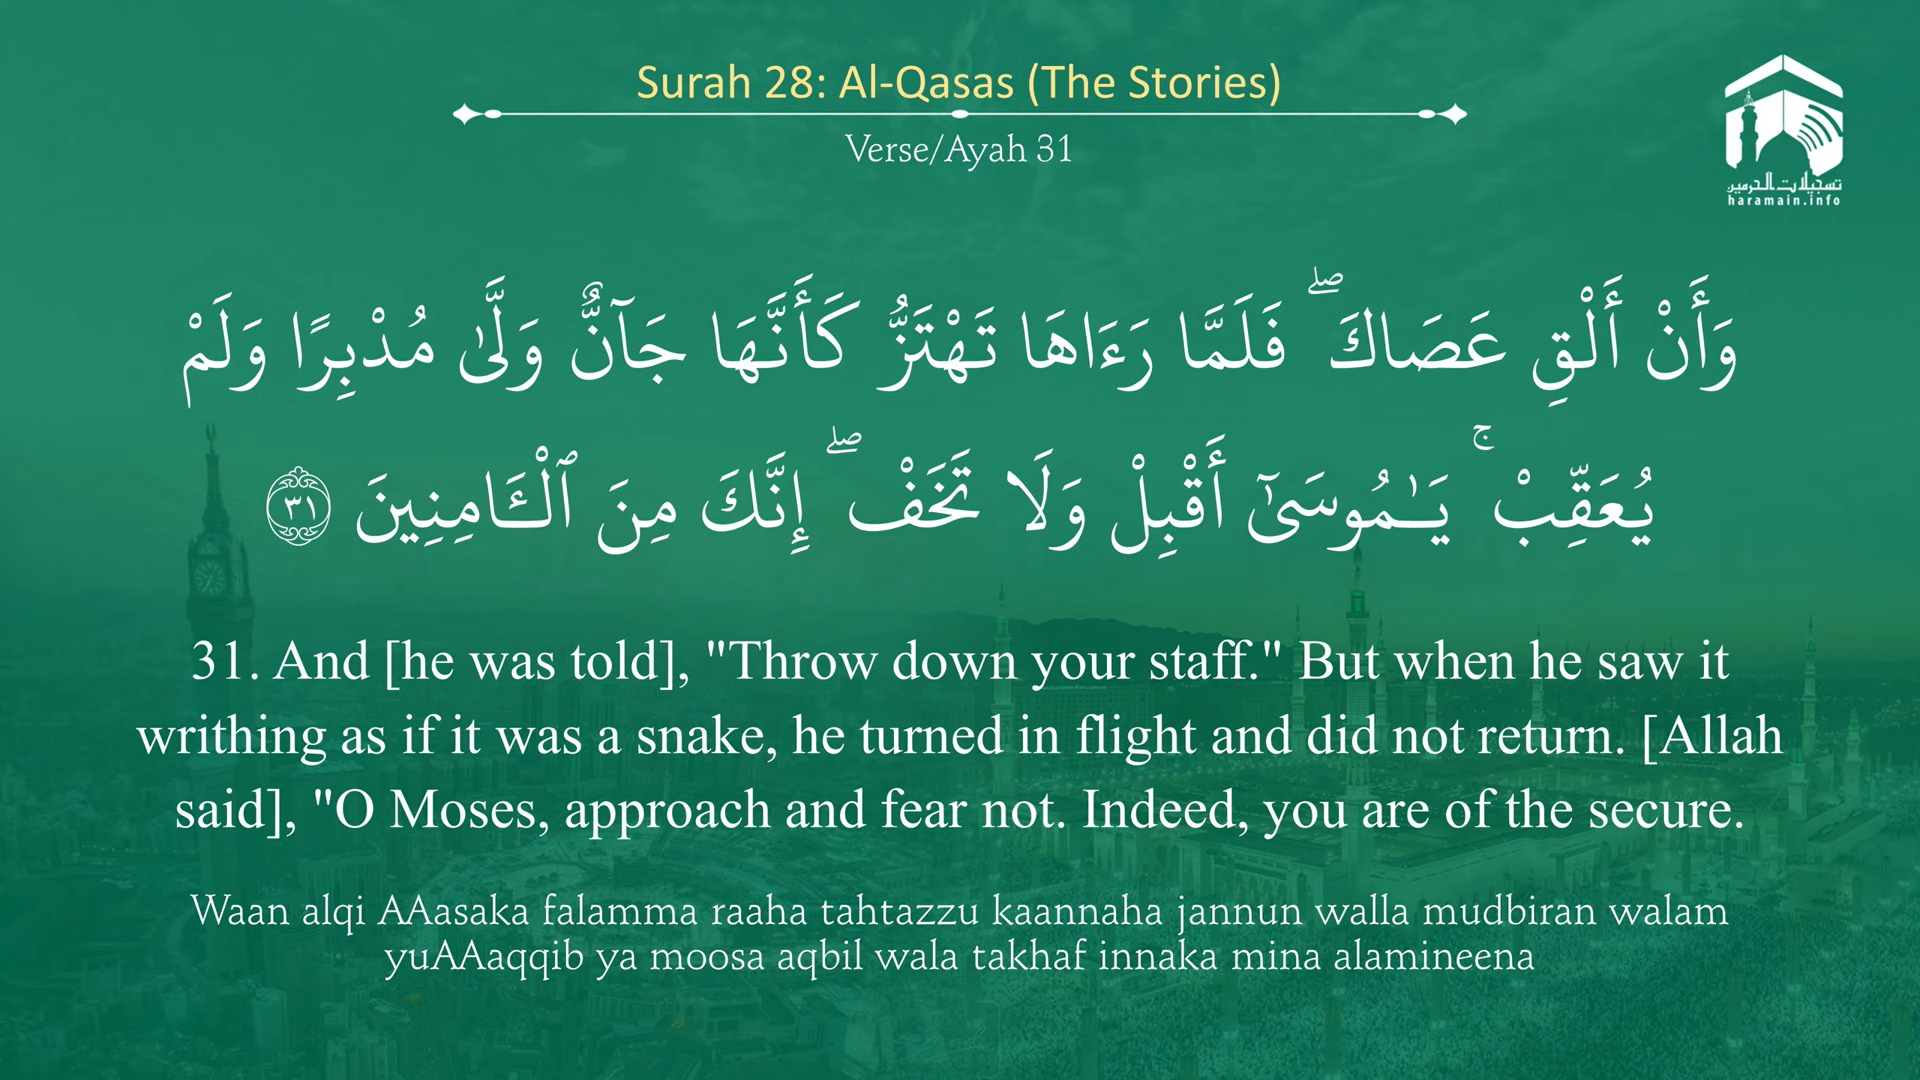 Surah 28: Al-Qasas (The Stories)
Verse/Ayah 31
تسجيلات الحرمين
haramain.info
وَأَنْ أَلْقِ عَصَاكَ ۖ فَلَمَّا رَءَاهَا تَهْتَزُّ كَأَنَّهَا جَآنٌّ وَلَّىٰ مُدْبِرًا وَلَمْ
يُعَقِّبْ ۚ يَـٰمُوسَىٰٓ أَقْبِلْ وَلَا تَخَفْ ۖ إِنَّكَ مِنَ ٱلْـَٔامِنِينَ ٣١
31. And [he was told], "Throw down your staff." But when he saw it
writhing as if it was a snake, he turned in flight and did not return. [Allah
said], "O Moses, approach and fear not. Indeed, you are of the secure.
Waan alqi AAasaka falamma raaha tahtazzu kaannaha jannun walla mudbiran walam
yuAAaqqib ya moosa aqbil wala takhaf innaka mina alamineena